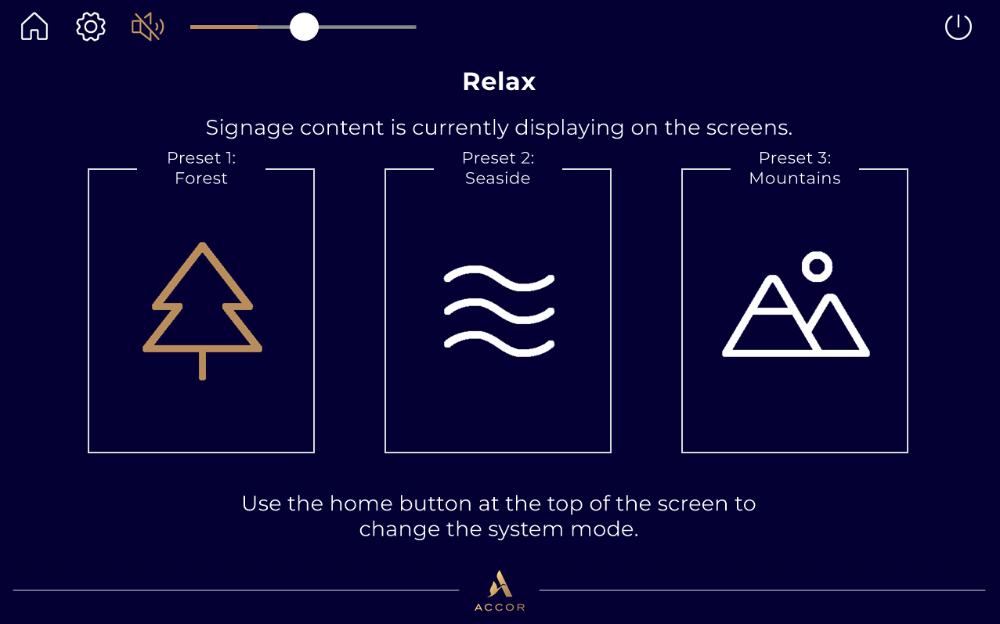 Relax
Signage content is currently displaying on the screens.
Preset 1:
Forest
Preset 2:
Seaside
Preset 3:
Mountains
Use the home button at the top of the screen to
change the system mode.
ACCOR